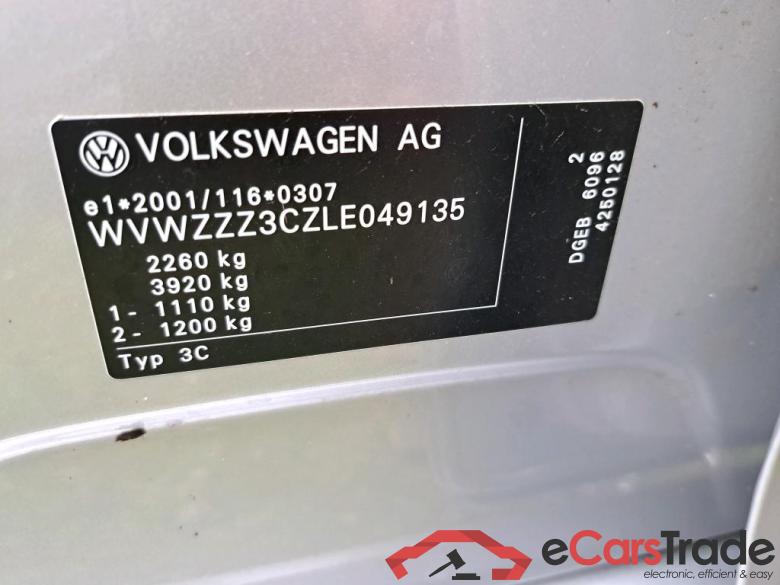 VOLKSWAGEN AG
e1*2001/116*0307
WVWZZZ3CZLE049135
2260 kg
3920 kg
1- 1110 kg
2- 1200 kg
Typ 3C
2
DGEB 6096
4250128
eCarsTrade
electronic, efficient & easy